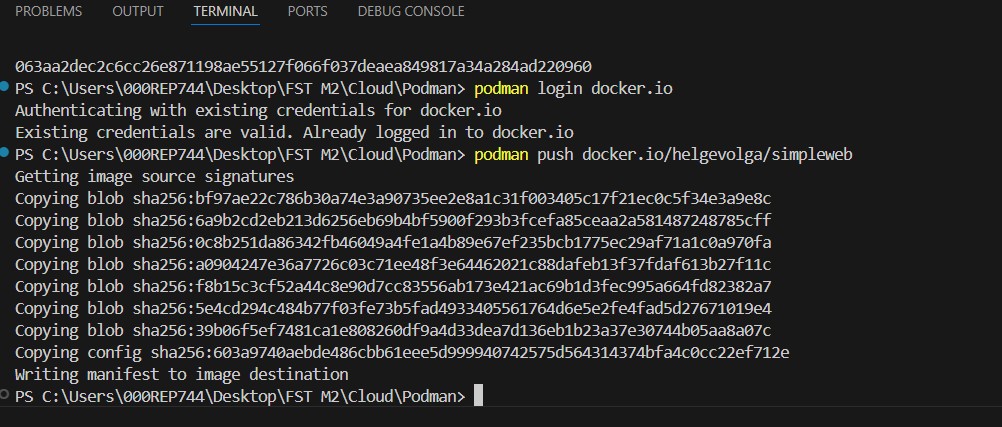 PROBLEMS OUTPUT TERMINAL PORTS DEBUG CONSOLE
063aa2dec2c6cc26e871198ae55127f066f037deaea849817a34a284ad220960
PS C:\Users\000REP744\Desktop\FST M2\Cloud\Podman> podman login docker.io
Authenticating with existing credentials for docker.io
Existing credentials are valid. Already logged in to docker.io
PS C:\Users\000REP744\Desktop\FST M2\Cloud\Podman> podman push docker.io/helgevolga/simpleweb
Getting image source signatures
Copying blob sha256:bf97ae22c786b30a74e3a90735ee2e8a1c31f003405c17f21ec0c5f34e3a9e8c
Copying blob sha256:6a9b2cd2eb213d6256eb69b4bf5900f293b3fcefa85ceaa2a581487248785cff
Copying blob sha256:0c8b251da86342fb46049a4fe1a4b89e67ef235bcb1775ec29af71a1c0a970fa
Copying blob sha256:a0904247e36a7726c03c71ee48f3e64462021c88dafeb13f37fdaf613b27f11c
Copying blob sha256:f8b15c3cf52a44c8e90d7cc83556ab173e421ac69b1d3fec995a664fd82382a7
Copying blob sha256:5e4cd294c484b77f03fe73b5fad4933405561764d6e5e2fe4fad5d27671019e4
Copying blob sha256:39b06f5ef7481ca1e808260df9a4d33dea7d136eb1b23a37e30744b05aa8a07c
Copying config sha256:603a9740aebde486cbb61eee5d999940742575d564314374bfa4c0cc22ef712e
Writing manifest to image destination
PS C:\Users\000REP744\Desktop\FST M2\Cloud\Podman>